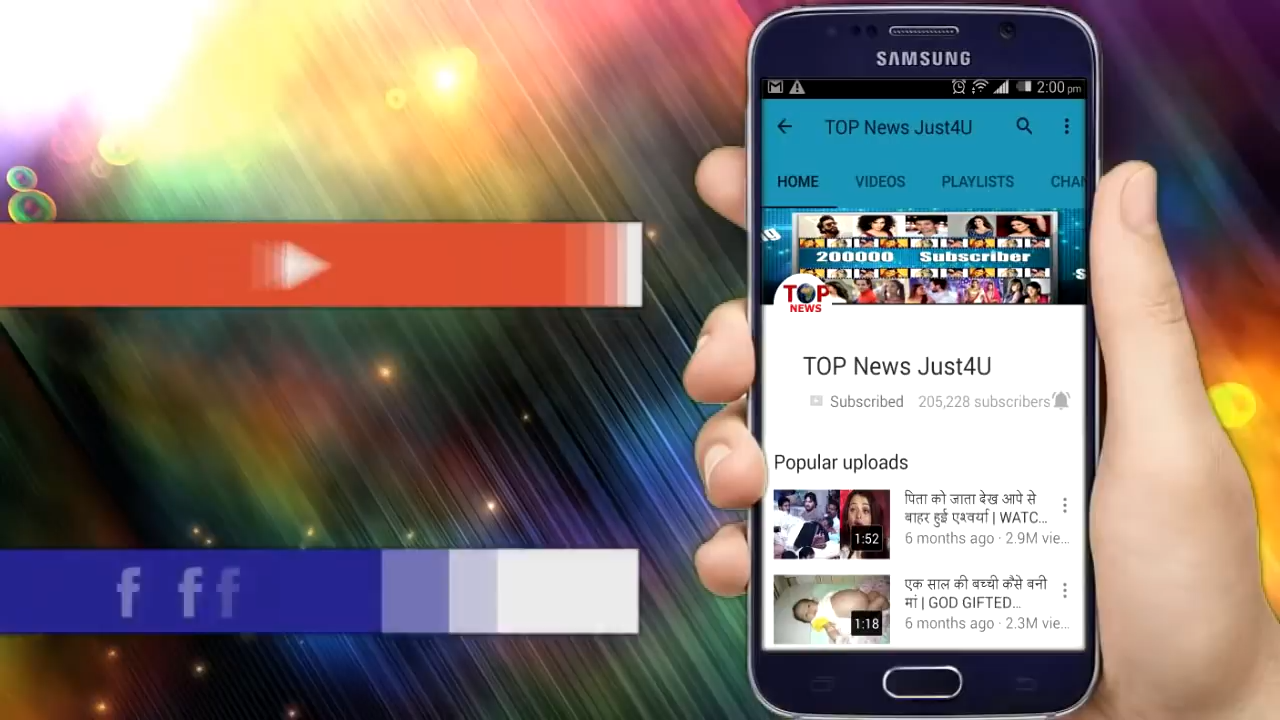 SAMSUNG
2:00 pm
TOP News Just4U
HOME VIDEOS PLAYLISTS CHAN
200000 Subscriber
TOP
NEWS
TOP News Just4U
Subscribed 205,228 subscribers
Popular uploads
पिता को जाता देख आपे से
बाहर हुई एश्वर्या | WATC...
1:52
6 months ago · 2.9M vie...
एक साल की बच्ची कैसे बनी
मां | GOD GIFTED...
1:18
6 months ago · 2.3M vie...
f f f